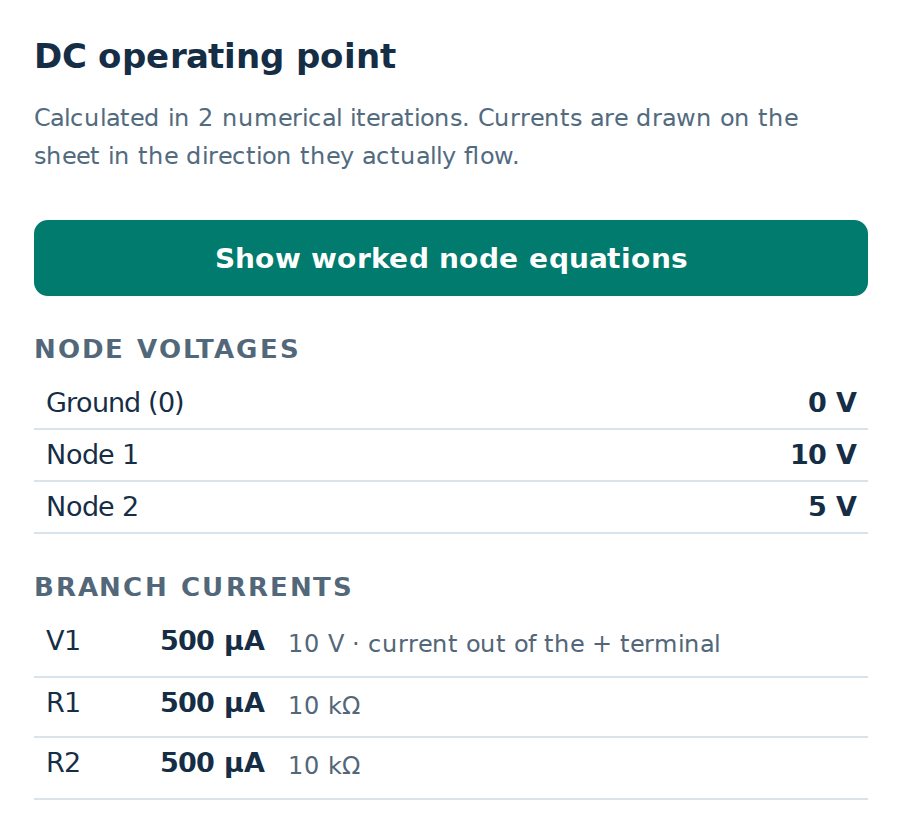 DC operating point
Calculated in 2 numerical iterations. Currents are drawn on the
sheet in the direction they actually flow.
Show worked node equations
NODE VOLTAGES
Ground (0) 0 V
Node 1 10 V
Node 2 5 V
BRANCH CURRENTS
V1 500 µA 10 V · current out of the + terminal
R1 500 µA 10 kΩ
R2 500 µA 10 kΩ